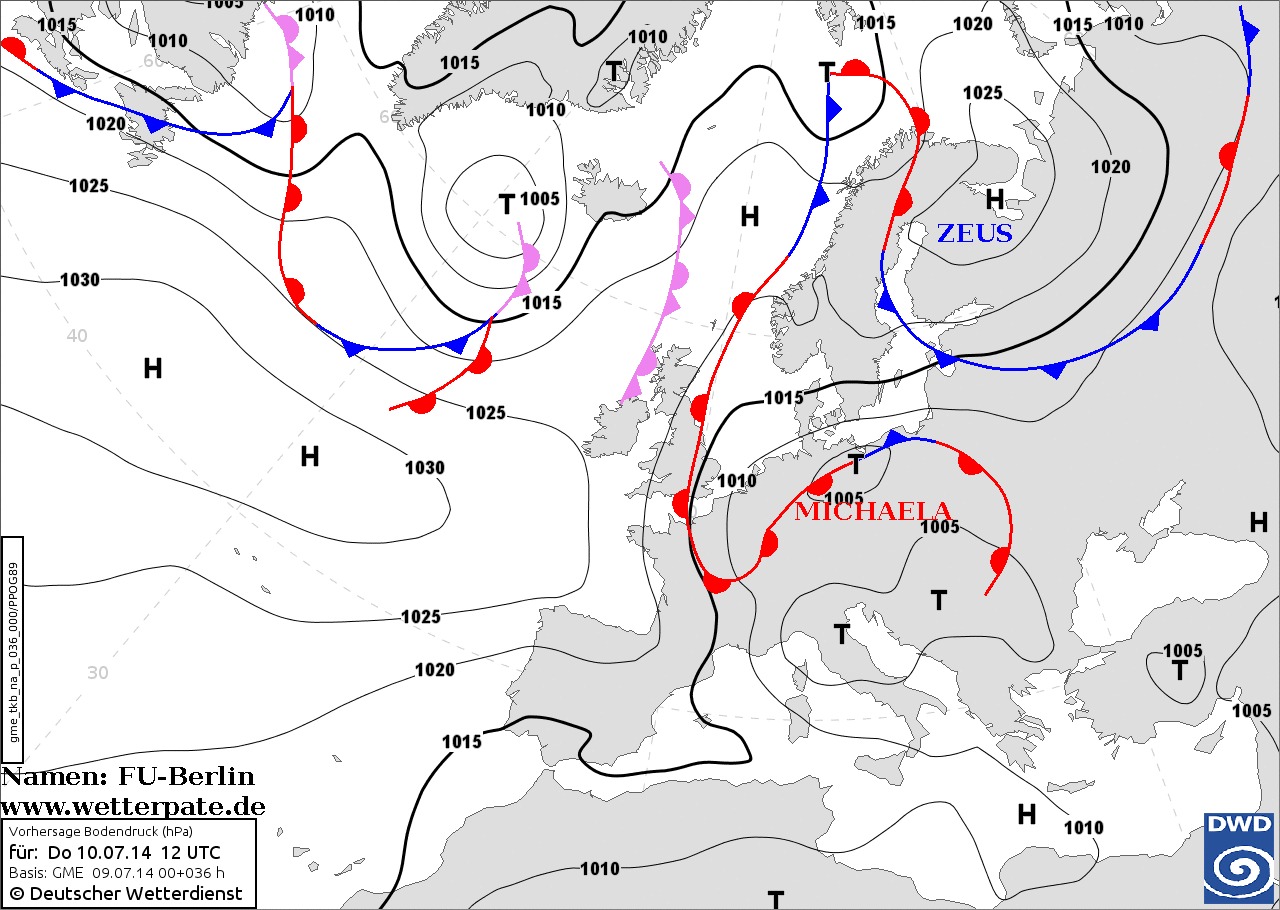 1005
1010
1015
1010
1010
1015
1020
1015
1010
1015
T
T
60
1025
1010
60
1020
1020
1025
T
1005
H
H
ZEUS
1030
1015
40
H
1015
1025
H
1030
T
1010
1005
MICHAELA
1005
H
1025
T
T
1020
1005
T
30
1015
1005
Namen: FU-Berlin
www.wetterpate.de
gme_tkb_na_p_036_000/PPOG89
H
1010
DWD
Vorhersage Bodendruck (hPa)
für: Do 10.07.14 12 UTC
Basis: GME 09.07.14 00+036 h
© Deutscher Wetterdienst
1010
T